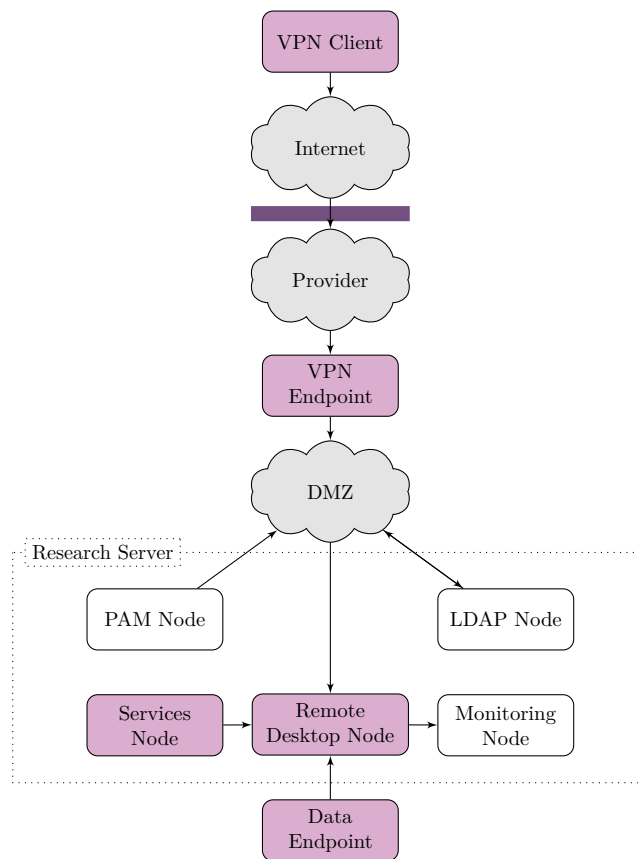 VPN Client
Internet
Provider
VPN
Endpoint
DMZ
Research Server
PAM Node
LDAP Node
Services
Node
Remote
Desktop Node
Monitoring
Node
Data
Endpoint